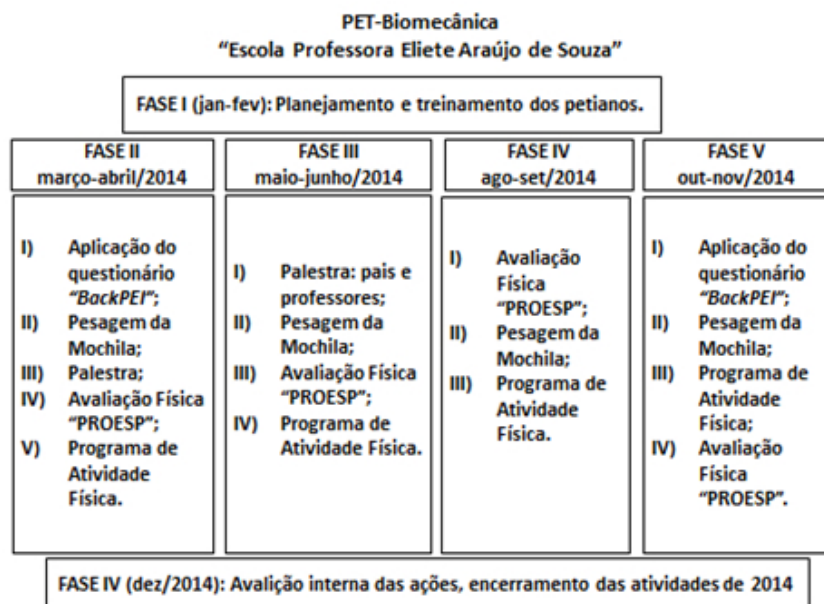 PET-Biomecânica
“Escola Professora Eliete Araújo de Souza”
FASE I (jan-fev): Planejamento e treinamento dos petianos.
FASE II
março-abril/2014
I) Aplicação do
questionário
“BackPEI”;
II) Pesagem da
Mochila;
III) Palestra;
IV) Avaliação Física
“PROESP”;
V) Programa de
Atividade
Física.
FASE III
maio-junho/2014
I) Palestra: pais e
professores;
II) Pesagem da
Mochila;
III) Avaliação Física
“PROESP”;
IV) Programa de
Atividade Física.
FASE IV
ago-set/2014
I) Avaliação
Física
“PROESP”;
II) Pesagem da
Mochila;
III) Programa de
Atividade
Física.
FASE V
out-nov/2014
I) Aplicação do
questionário
“BackPEI”;
II) Pesagem da
Mochila;
III) Programa de
Atividade
Física;
IV) Avaliação
Física
“PROESP”.
FASE IV (dez/2014): Avalição interna das ações, encerramento das atividades de 2014